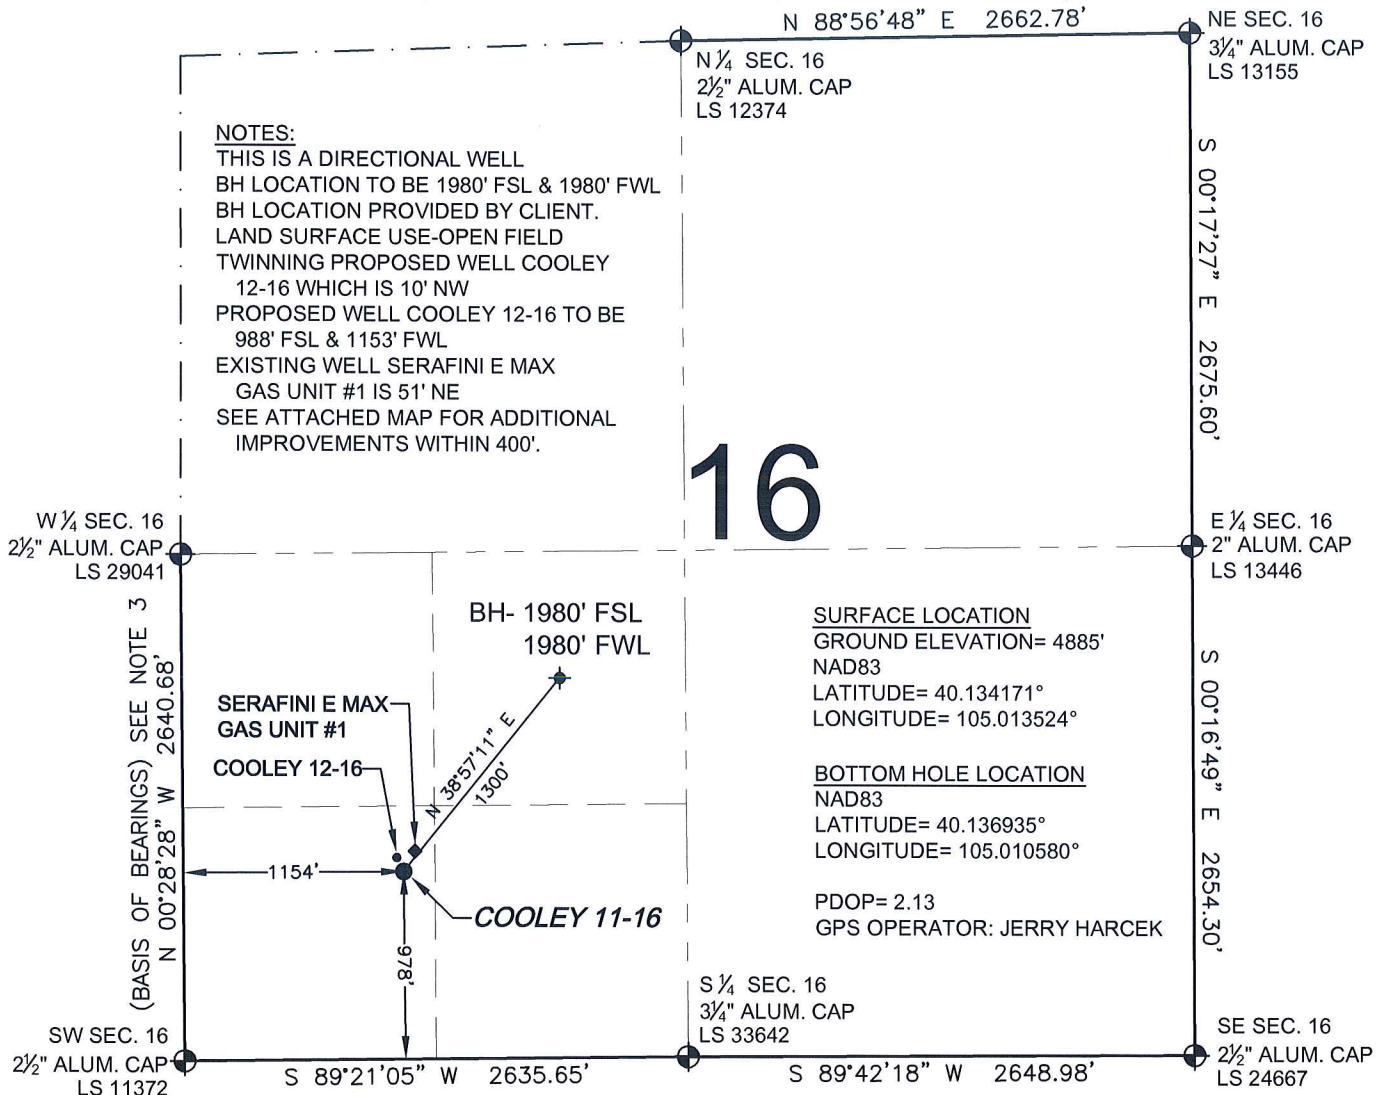 N 88°56'48" E 2662.78'
NE SEC. 16
3¼" ALUM. CAP
LS 13155
N ¼ SEC. 16
2½" ALUM. CAP
LS 12374
NOTES:
THIS IS A DIRECTIONAL WELL
BH LOCATION TO BE 1980' FSL & 1980' FWL
BH LOCATION PROVIDED BY CLIENT.
LAND SURFACE USE-OPEN FIELD
TWINNING PROPOSED WELL COOLEY
12-16 WHICH IS 10' NW
PROPOSED WELL COOLEY 12-16 TO BE
988' FSL & 1153' FWL
EXISTING WELL SERAFINI E MAX
GAS UNIT #1 IS 51' NE
SEE ATTACHED MAP FOR ADDITIONAL
IMPROVEMENTS WITHIN 400'.
S 00°17'27" E 2675.60'
16
W ¼ SEC. 16
2½" ALUM. CAP
LS 29041
E ¼ SEC. 16
2" ALUM. CAP
LS 13446
(BASIS OF BEARINGS) SEE NOTE 3
N 00°28'28" W 2640.68'
BH- 1980' FSL
1980' FWL
SERAFINI E MAX
GAS UNIT #1
COOLEY 12-16
N 38°57'11" E
1300'
1154'
COOLEY 11-16
978'
SURFACE LOCATION
GROUND ELEVATION= 4885'
NAD83
LATITUDE= 40.134171°
LONGITUDE= 105.013524°
BOTTOM HOLE LOCATION
NAD83
LATITUDE= 40.136935°
LONGITUDE= 105.010580°
PDOP= 2.13
GPS OPERATOR: JERRY HARCEK
S 00°16'49" E 2654.30'
S ¼ SEC. 16
3¼" ALUM. CAP
LS 33642
SW SEC. 16
2½" ALUM. CAP
LS 11372
S 89°21'05" W 2635.65'
S 89°42'18" W 2648.98'
SE SEC. 16
2½" ALUM. CAP
LS 24667